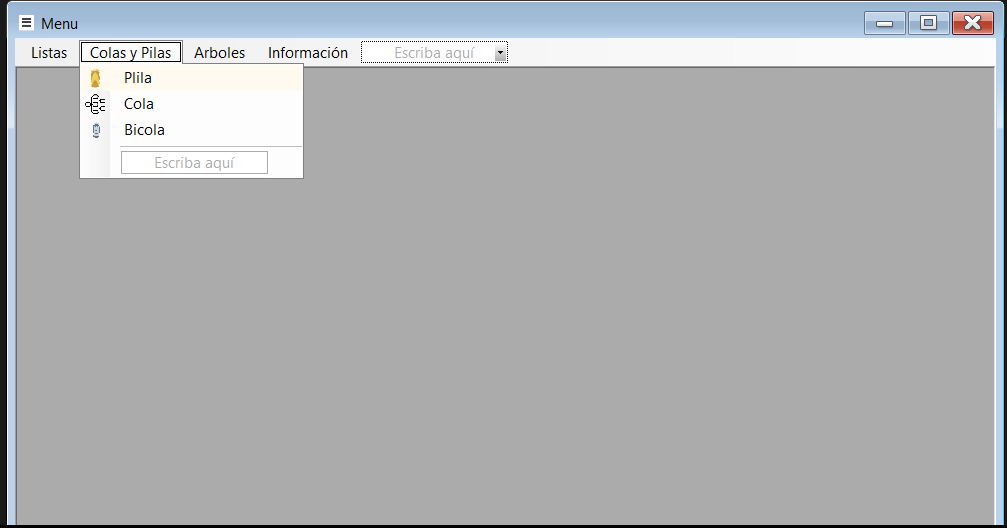 Menu
Listas Colas y Pilas Arboles Información Escriba aquí
Plila
Cola
Bicola
Escriba aquí